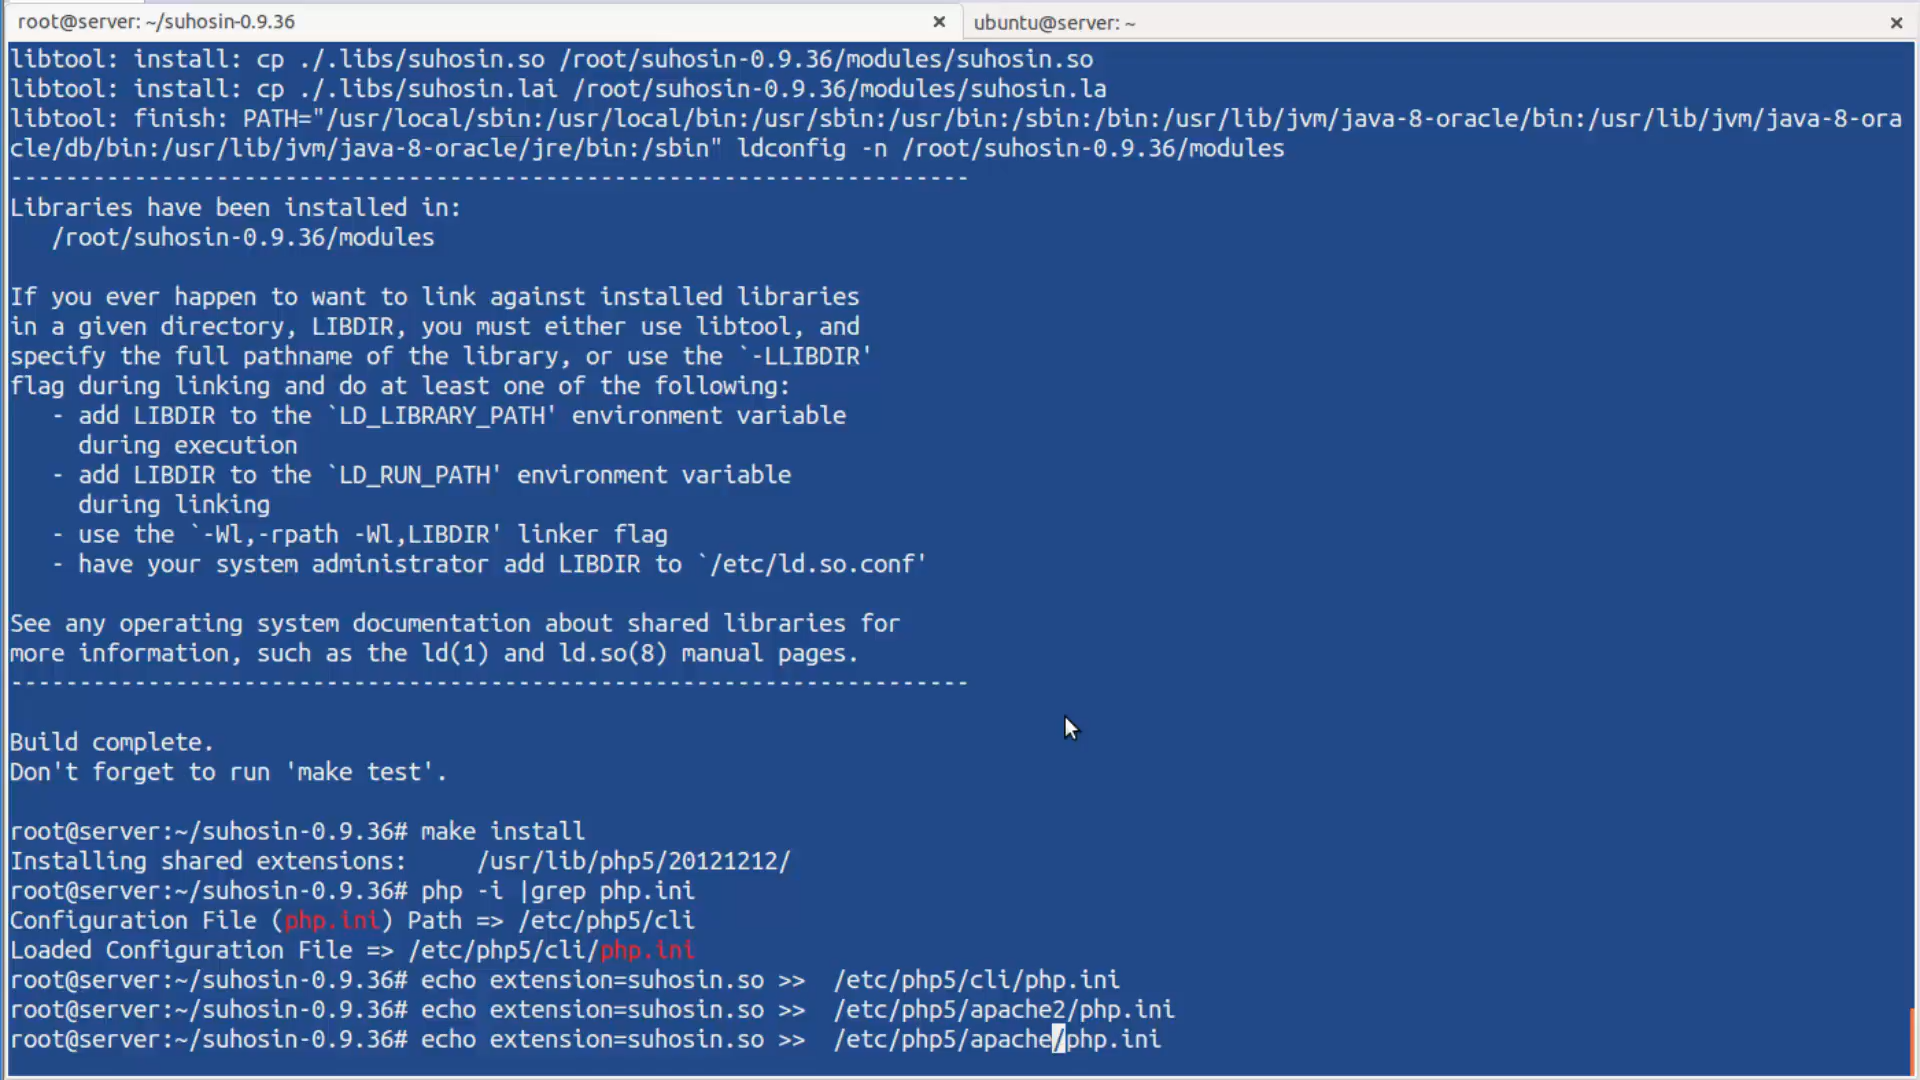 root@server: ~/suhosin-0.9.36
ubuntu@server: ~
libtool: install: cp ./.libs/suhosin.so /root/suhosin-0.9.36/modules/suhosin.so
libtool: install: cp ./.libs/suhosin.lai /root/suhosin-0.9.36/modules/suhosin.la
libtool: finish: PATH="/usr/local/sbin:/usr/local/bin:/usr/sbin:/usr/bin:/sbin:/bin:/usr/lib/jvm/java-8-oracle/bin:/usr/lib/jvm/java-8-ora
cle/db/bin:/usr/lib/jvm/java-8-oracle/jre/bin:/sbin" ldconfig -n /root/suhosin-0.9.36/modules
----------------------------------------------------------------------
Libraries have been installed in:
   /root/suhosin-0.9.36/modules

If you ever happen to want to link against installed libraries
in a given directory, LIBDIR, you must either use libtool, and
specify the full pathname of the library, or use the `-LLIBDIR'
flag during linking and do at least one of the following:
   - add LIBDIR to the `LD_LIBRARY_PATH' environment variable
     during execution
   - add LIBDIR to the `LD_RUN_PATH' environment variable
     during linking
   - use the `-Wl,-rpath -Wl,LIBDIR' linker flag
   - have your system administrator add LIBDIR to `/etc/ld.so.conf'

See any operating system documentation about shared libraries for
more information, such as the ld(1) and ld.so(8) manual pages.
----------------------------------------------------------------------

Build complete.
Don't forget to run 'make test'.

root@server:~/suhosin-0.9.36# make install
Installing shared extensions:     /usr/lib/php5/20121212/
root@server:~/suhosin-0.9.36# php -i |grep php.ini
Configuration File (php.ini) Path => /etc/php5/cli
Loaded Configuration File => /etc/php5/cli/php.ini
root@server:~/suhosin-0.9.36# echo extension=suhosin.so >>  /etc/php5/cli/php.ini
root@server:~/suhosin-0.9.36# echo extension=suhosin.so >>  /etc/php5/apache2/php.ini
root@server:~/suhosin-0.9.36# echo extension=suhosin.so >>  /etc/php5/apache/php.ini